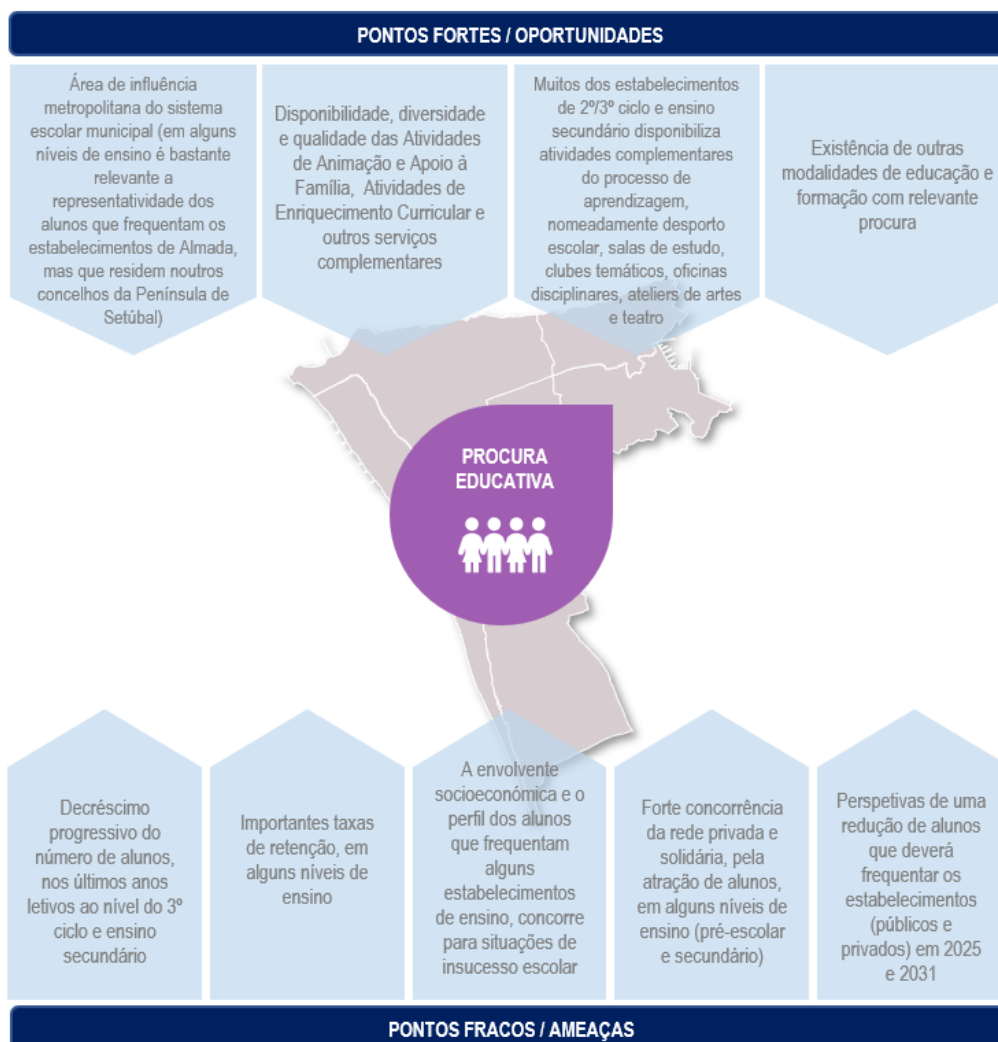 PONTOS FORTES / OPORTUNIDADES
Área de influência
metropolitana do sistema
escolar municipal (em alguns
níveis de ensino é bastante
relevante a
representatividade dos
alunos que frequentam os
estabelecimentos de Almada,
mas que residem noutros
concelhos da Península de
Setúbal)
Disponibilidade, diversidade
e qualidade das Atividades
de Animação e Apoio à
Família, Atividades de
Enriquecimento Curricular e
outros serviços
complementares
Muitos dos estabelecimentos
de 2º/3º ciclo e ensino
secundário disponibiliza
atividades complementares
do processo de
aprendizagem,
nomeadamente desporto
escolar, salas de estudo,
clubes temáticos, oficinas
disciplinares, ateliers de artes
e teatro
Existência de outras
modalidades de educação e
formação com relevante
procura
PROCURA
EDUCATIVA
Decréscimo
progressivo do
número de alunos,
nos últimos anos
letivos ao nível do 3º
ciclo e ensino
secundário
Importantes taxas
de retenção, em
alguns níveis de
ensino
A envolvente
socioeconómica e o
perfil dos alunos
que frequentam
alguns
estabelecimentos
de ensino, concorre
para situações de
insucesso escolar
Forte concorrência
da rede privada e
solidária, pela
atração de alunos,
em alguns níveis de
ensino (pré-escolar
e secundário)
Perspetivas de uma
redução de alunos
que deverá
frequentar os
estabelecimentos
(públicos e
privados) em 2025
e 2031
PONTOS FRACOS / AMEAÇAS